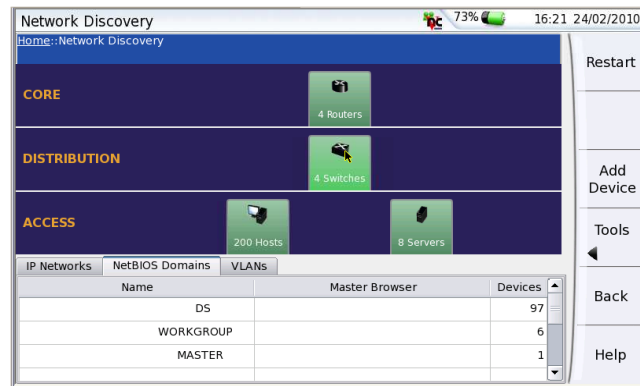 Network Discovery
73%
16:21 24/02/2010
Home::Network Discovery
CORE
4 Routers
DISTRIBUTION
4 Switches
ACCESS
200 Hosts
8 Servers
IP Networks
NetBIOS Domains
VLANs
Name
Master Browser
Devices
DS
97
WORKGROUP
6
MASTER
1
Restart
Add
Device
Tools
Back
Help